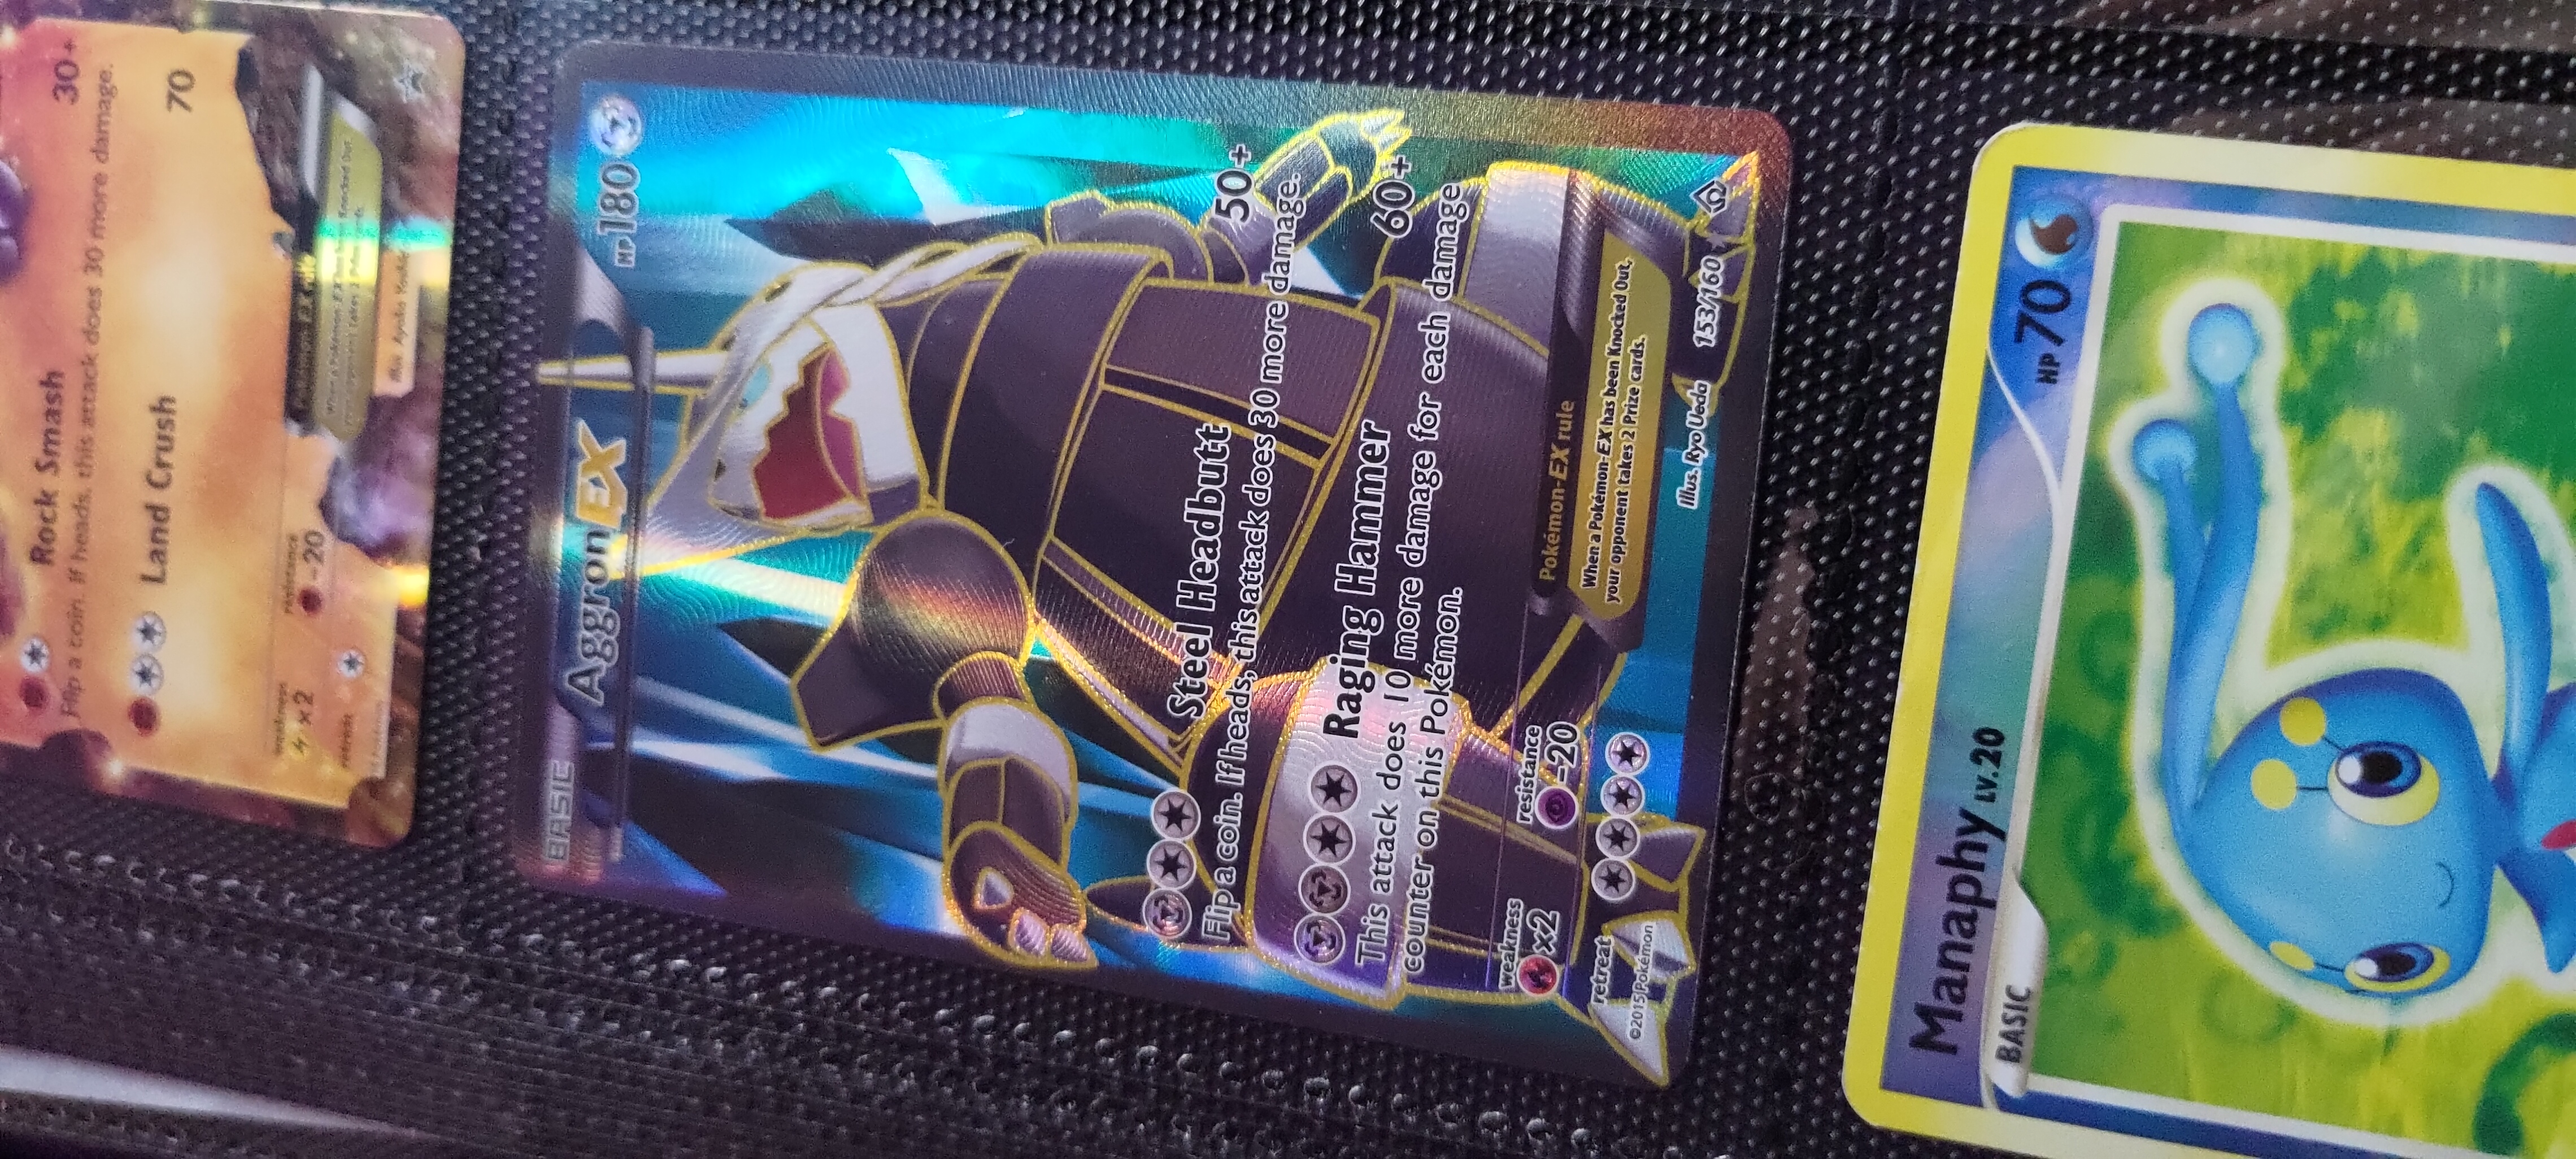 BASIC
Mannaphy LV.20
HP 70
BASIC
Aggron EX
HP 180
Steel Headbutt 50+
Flip a coin. If heads, this attack does 30 more damage.
Raging Hammer 60+
This attack does 10 more damage for each damage
counter on this Pokémon.
weakness
×2
resistance
-20
retreat
Pokémon-EX rule
When a Pokémon-EX has been Knocked Out,
your opponent takes 2 Prize cards.
©2015 Pokémon
Illus. Ryo Ueda 153/160
Rock Smash 30+
Flip a coin. If heads, this attack does 30 more damage.
Land Crush 70
weakness
×2
resistance
-20
retreat